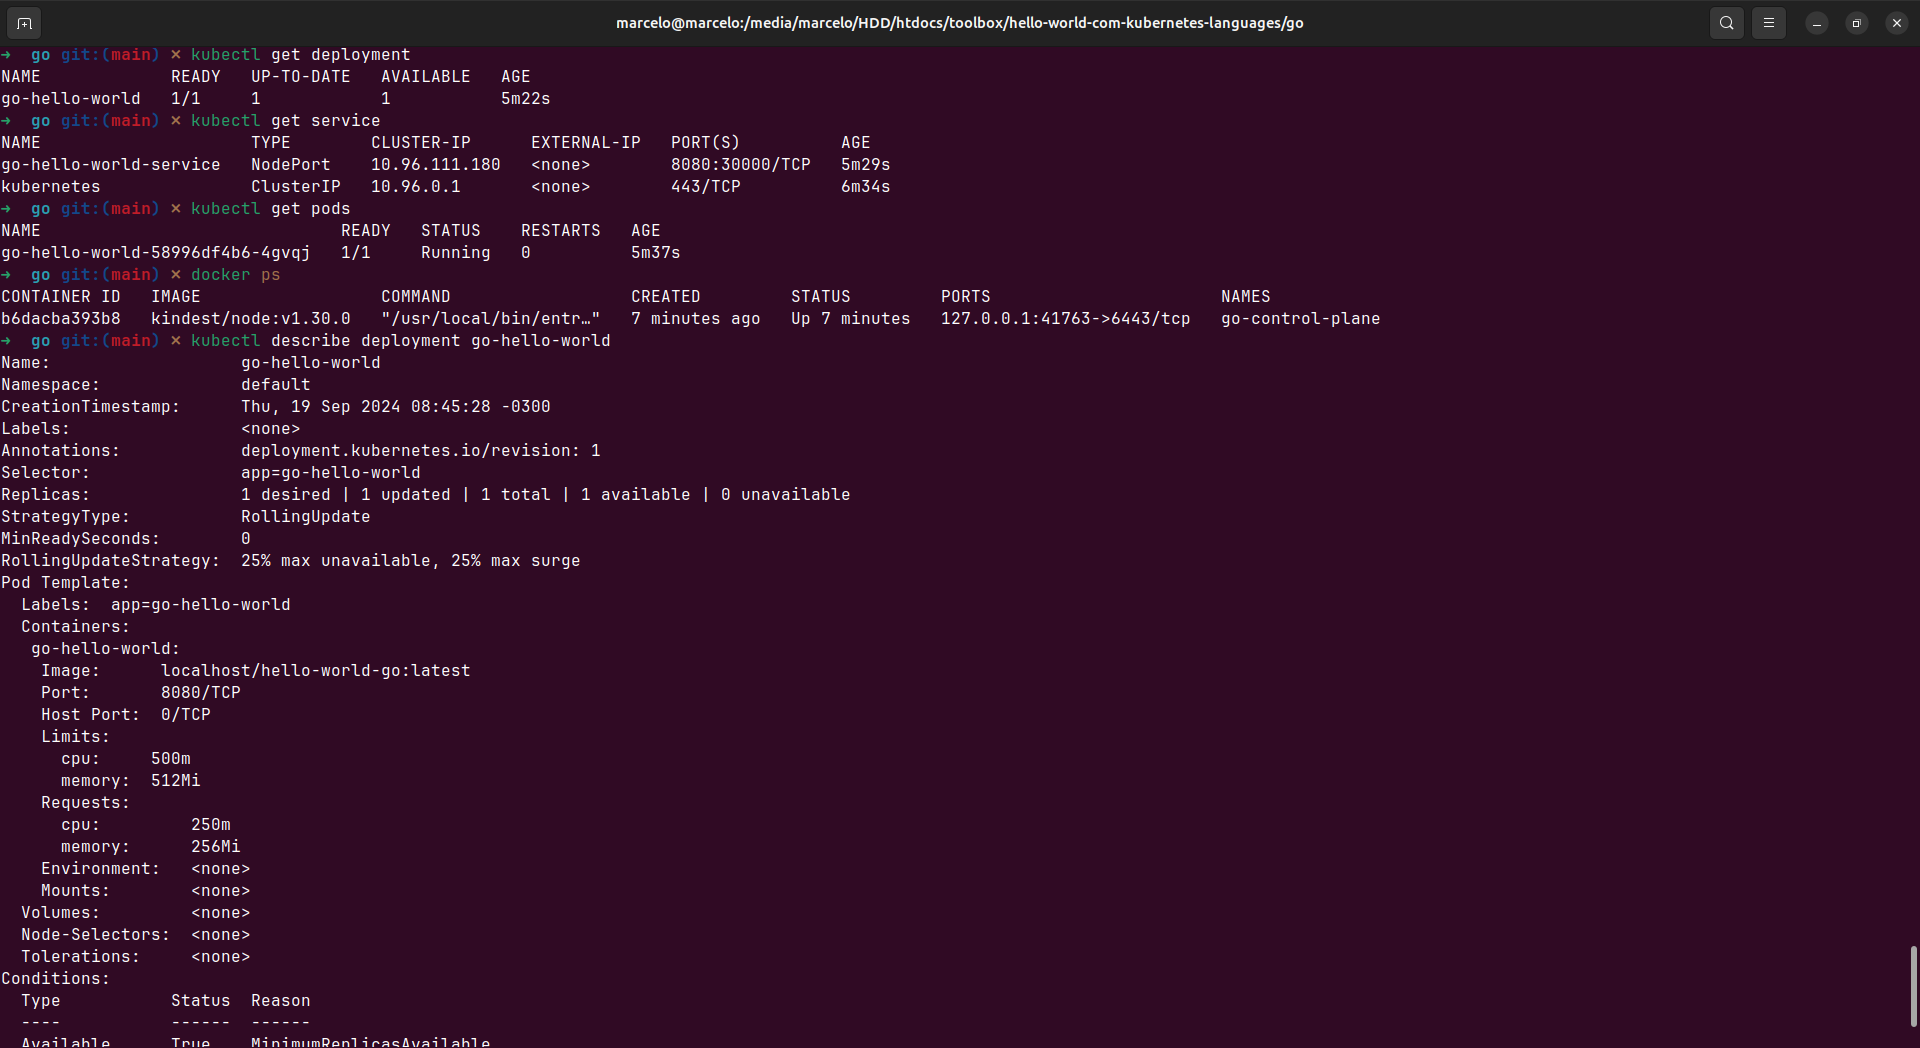 marcelo@marcelo:/media/marcelo/HDD/htdocs/toolbox/hello-world-com-kubernetes-languages/go
→  go git:(main) × kubectl get deployment
NAME             READY   UP-TO-DATE   AVAILABLE   AGE
go-hello-world   1/1     1            1           5m22s
→  go git:(main) × kubectl get service
NAME                     TYPE        CLUSTER-IP      EXTERNAL-IP   PORT(S)          AGE
go-hello-world-service   NodePort    10.96.111.180   <none>        8080:30000/TCP   5m29s
kubernetes               ClusterIP   10.96.0.1       <none>        443/TCP          6m34s
→  go git:(main) × kubectl get pods
NAME                              READY   STATUS    RESTARTS   AGE
go-hello-world-58996df4b6-4gvqj   1/1     Running   0          5m37s
→  go git:(main) × docker ps
CONTAINER ID   IMAGE                  COMMAND                  CREATED         STATUS         PORTS                       NAMES
b6dacba393b8   kindest/node:v1.30.0   "/usr/local/bin/entr…"   7 minutes ago   Up 7 minutes   127.0.0.1:41763->6443/tcp   go-control-plane
→  go git:(main) × kubectl describe deployment go-hello-world
Name:                   go-hello-world
Namespace:              default
CreationTimestamp:      Thu, 19 Sep 2024 08:45:28 -0300
Labels:                 <none>
Annotations:            deployment.kubernetes.io/revision: 1
Selector:               app=go-hello-world
Replicas:               1 desired | 1 updated | 1 total | 1 available | 0 unavailable
StrategyType:           RollingUpdate
MinReadySeconds:        0
RollingUpdateStrategy:  25% max unavailable, 25% max surge
Pod Template:
  Labels:  app=go-hello-world
  Containers:
   go-hello-world:
    Image:      localhost/hello-world-go:latest
    Port:       8080/TCP
    Host Port:  0/TCP
    Limits:
      cpu:     500m
      memory:  512Mi
    Requests:
      cpu:         250m
      memory:      256Mi
    Environment:   <none>
    Mounts:        <none>
  Volumes:         <none>
  Node-Selectors:  <none>
  Tolerations:     <none>
Conditions:
  Type           Status  Reason
  ----           ------  ------
  Available      True    MinimumReplicasAvailable